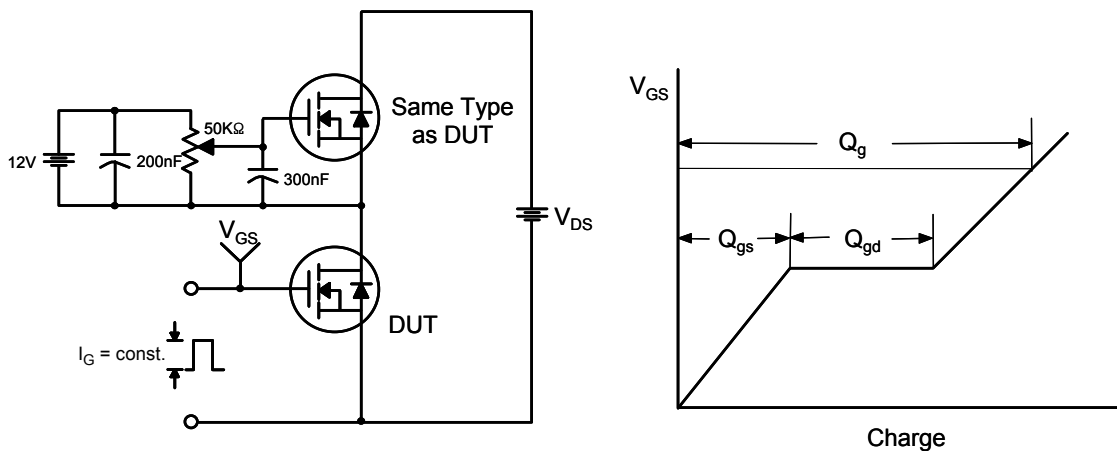 Same Type
as DUT
50KΩ
12V
200nF
300nF
V_GS
V_DS
DUT
I_G = const.
V_GS
Q_g
Q_gs
Q_gd
Charge